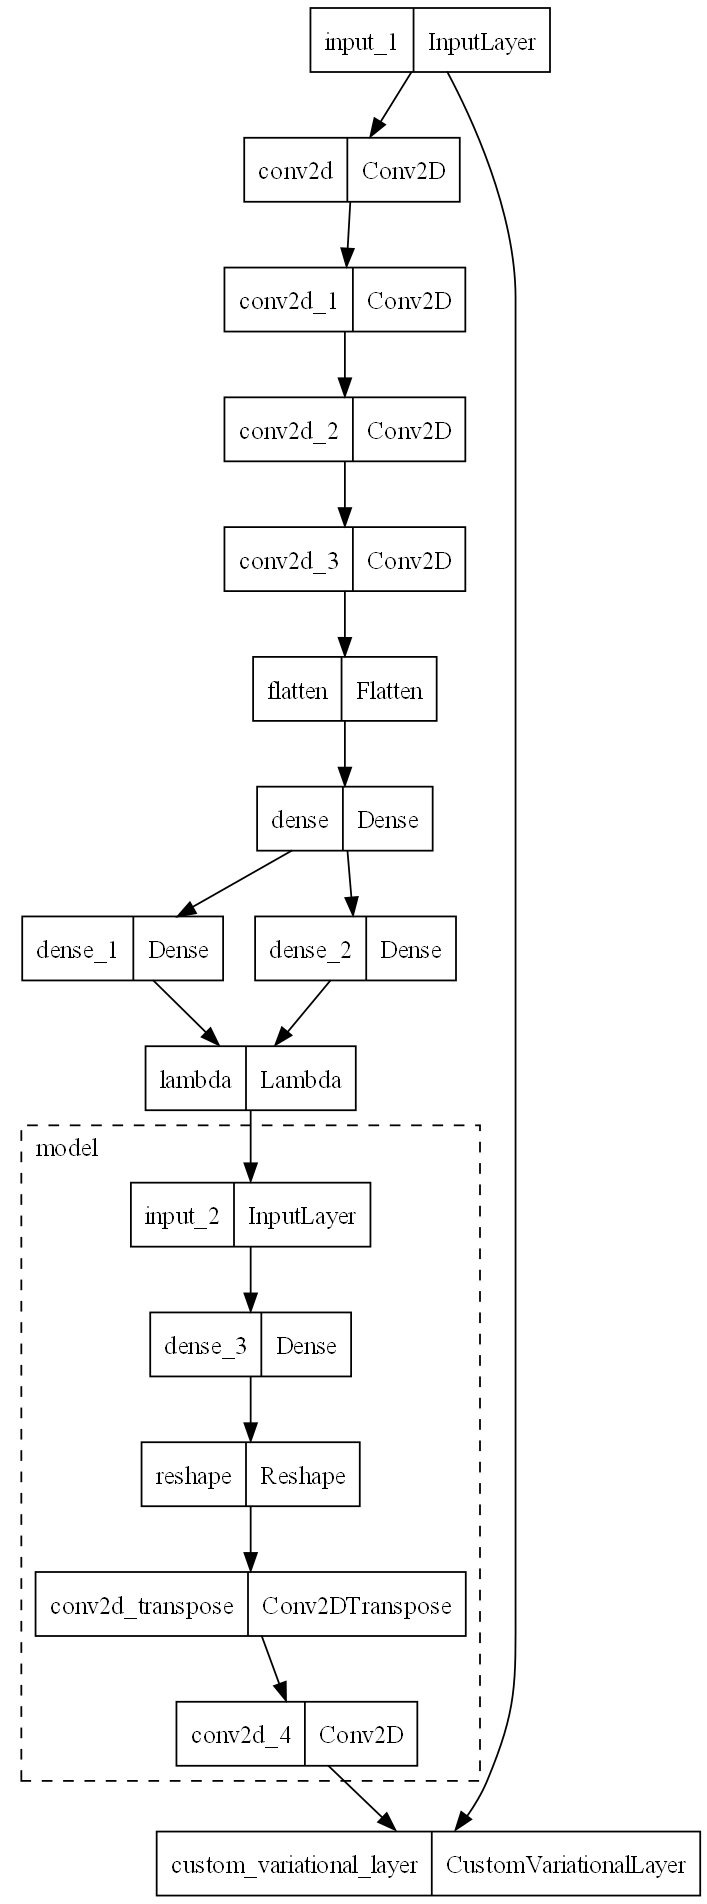 input_1 InputLayer
conv2d Conv2D
conv2d_1 Conv2D
conv2d_2 Conv2D
conv2d_3 Conv2D
flatten Flatten
dense Dense
dense_1 Dense
dense_2 Dense
lambda Lambda
model
input_2 InputLayer
dense_3 Dense
reshape Reshape
conv2d_transpose Conv2DTranspose
conv2d_4 Conv2D
custom_variational_layer CustomVariationalLayer